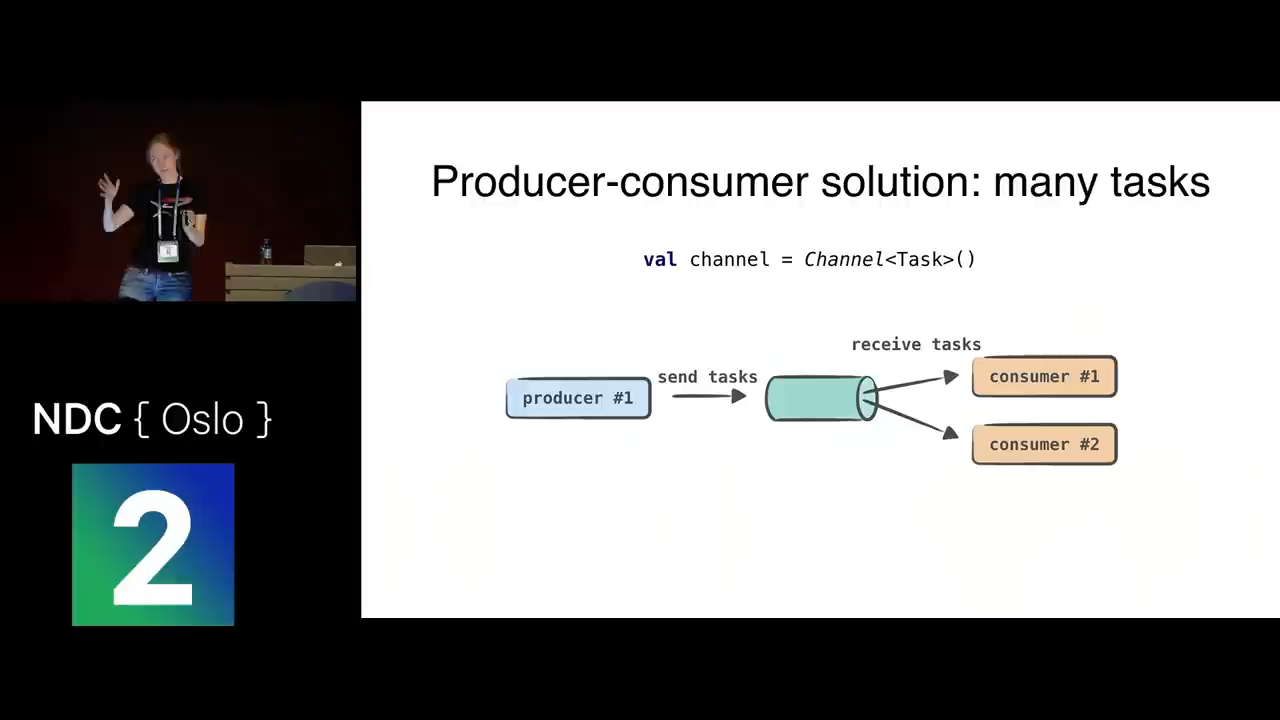 Producer-consumer solution: many tasks
val channel = Channel<Task>()
receive tasks
send tasks
producer #1
consumer #1
consumer #2
NDC { Oslo }
2